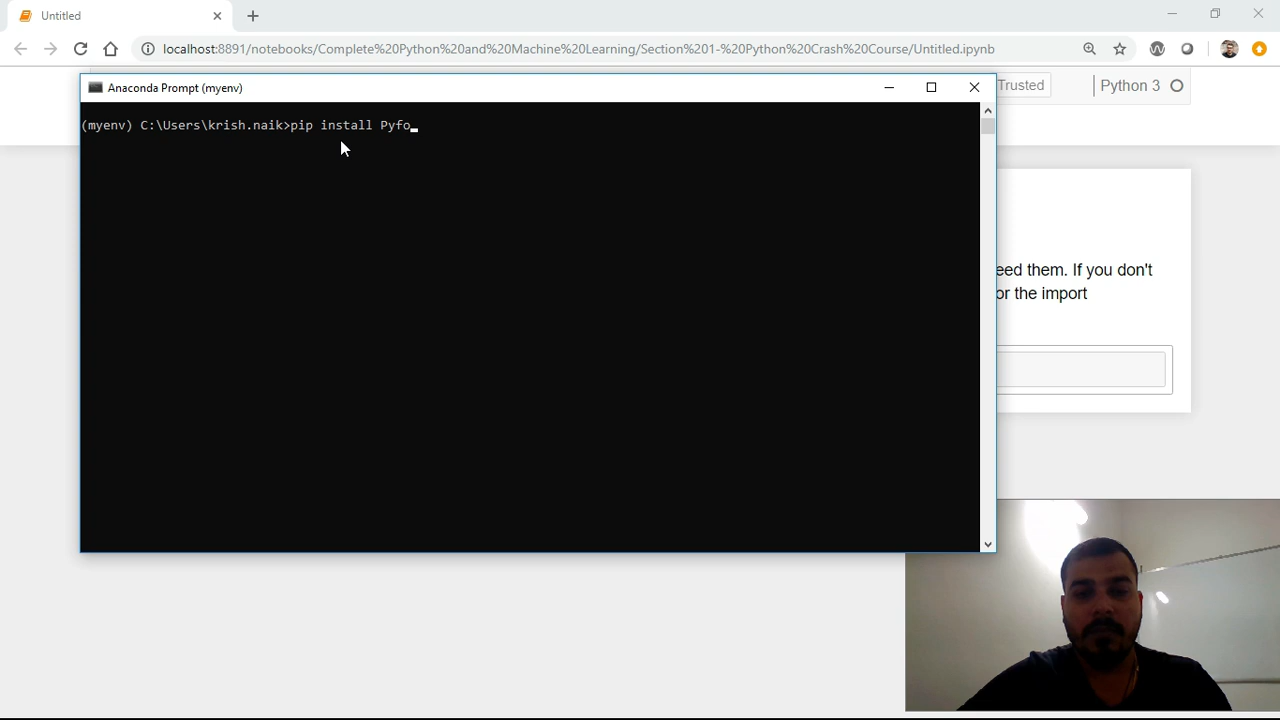 Untitled
localhost:8891/notebooks/Complete%20Python%20and%20Machine%20Learning/Section%201-%20Python%20Crash%20Course/Untitled.ipynb
Anaconda Prompt (myenv)
Trusted
Python 3
(myenv) C:\Users\krish.naik>pip install Pyfo
eed them. If you don't
or the import